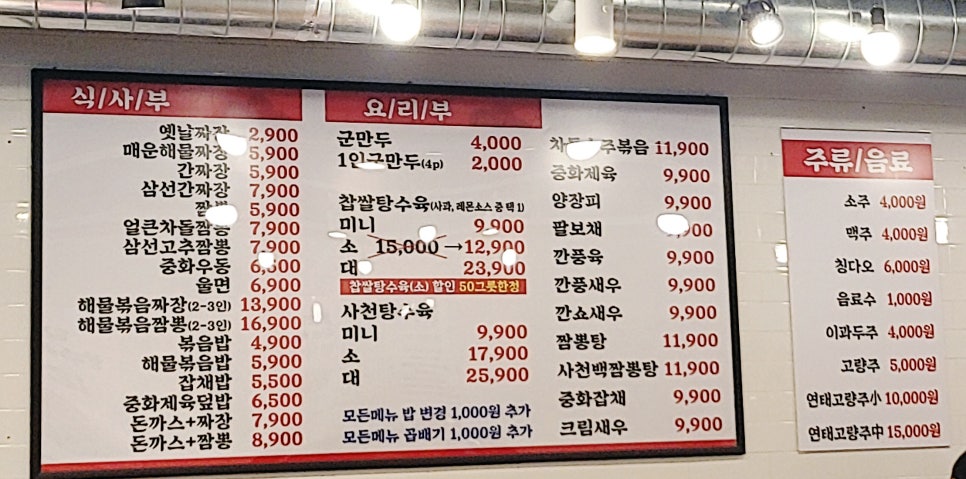 식/사/부
옛날짜장 2,900
매운해물짜장 5,900
간짜장 5,900
삼선간짜장 7,900
짬뽕 5,900
얼큰차돌짬뽕 7,900
삼선고추짬뽕 7,900
중화우동
울면 6,900
해물볶음짜장(2-3인) 13,900
해물볶음짬뽕(2-3인) 16,900
볶음밥 4,900
해물볶음밥 5,900
잡채밥 5,500
중화제육덮밥 6,500
돈까스+짜장 7,900
돈까스+짬뽕 8,900
요/리/부
군만두 4,000
1인군만두(4p) 2,000
찹쌀탕수육(사과, 레몬소스 중 택 1)
미니 9,900
소 15,000→12,900
대 23,900
찹쌀탕수육(소) 할인 50그릇한정
사천탕수육
미니 9,900
소 17,900
대 25,900
모든메뉴 밥 변경 1,000원 추가
모든메뉴 곱배기 1,000원 추가
11,900
중화제육 9,900
양장피 9,900
팔보채
깐풍육 9,900
깐풍새우 9,900
깐쇼새우 9,900
짬뽕탕 11,900
사천백짬뽕탕 11,900
중화잡채 9,900
크림새우 9,900
주류/음료
소주 4,000원
맥주 4,000원
칭다오 6,000원
음료수 1,000원
이과두주 4,000원
고량주 5,000원
연태고량주小 10,000원
연태고량주中 15,000원